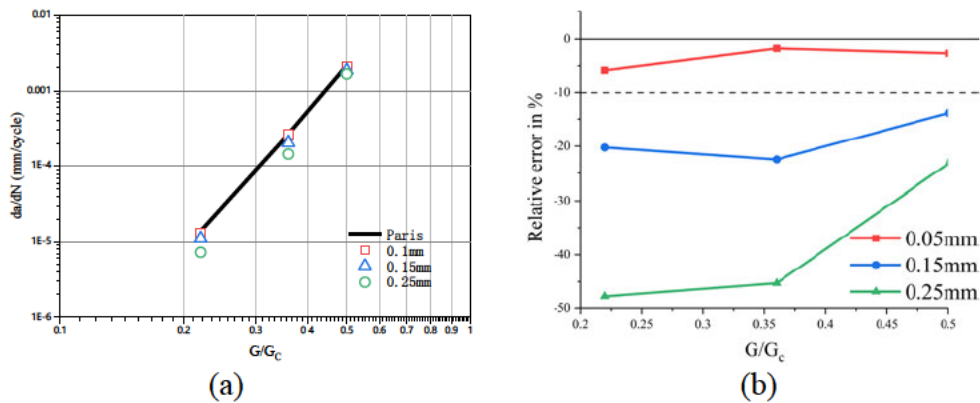 0.01
0.001
1E-4
1E-5
1E-6
da/dN (mm/cycle)
0.1
0.2
0.3
0.4
0.5
0.6
0.7
0.8
0.9
1
G/GC
Paris
0.1mm
0.15mm
0.25mm
(a)
0
-10
-20
-30
-40
-50
Relative error in %
0.2
0.25
0.3
0.35
0.4
0.45
0.5
G/Gc
0.05mm
0.15mm
0.25mm
(b)